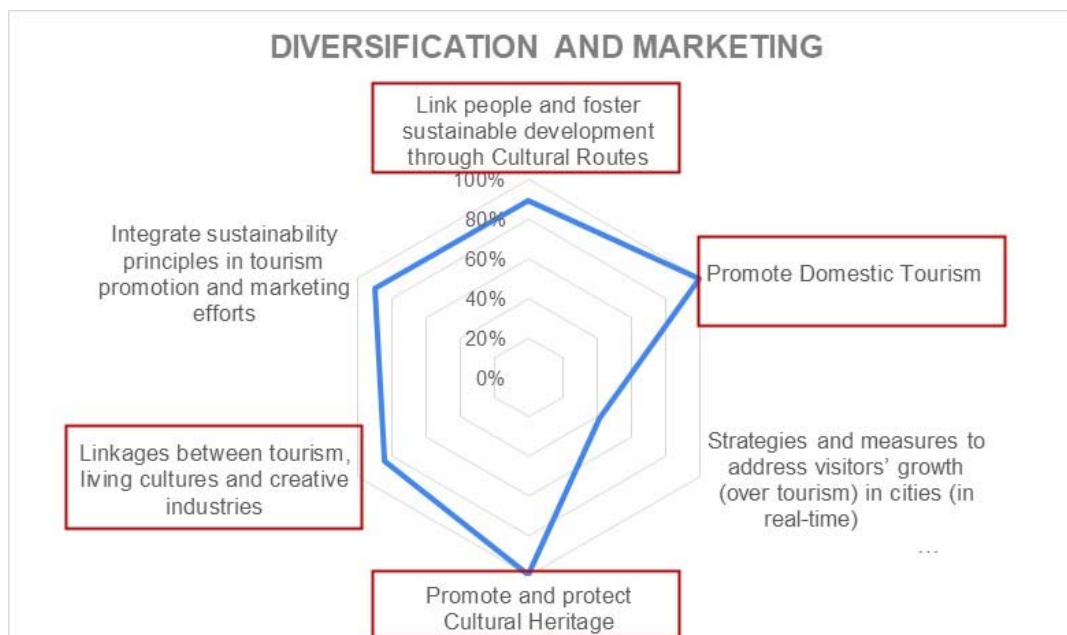 DIVERSIFICATION AND MARKETING
Link people and foster
sustainable development
through Cultural Routes
100%
80%
60%
40%
20%
0%
Integrate sustainability
principles in tourism
promotion and marketing
efforts
Promote Domestic Tourism
Linkages between tourism,
living cultures and creative
industries
Strategies and measures to
address visitors’ growth
(over tourism) in cities (in
real-time)
...
Promote and protect
Cultural Heritage